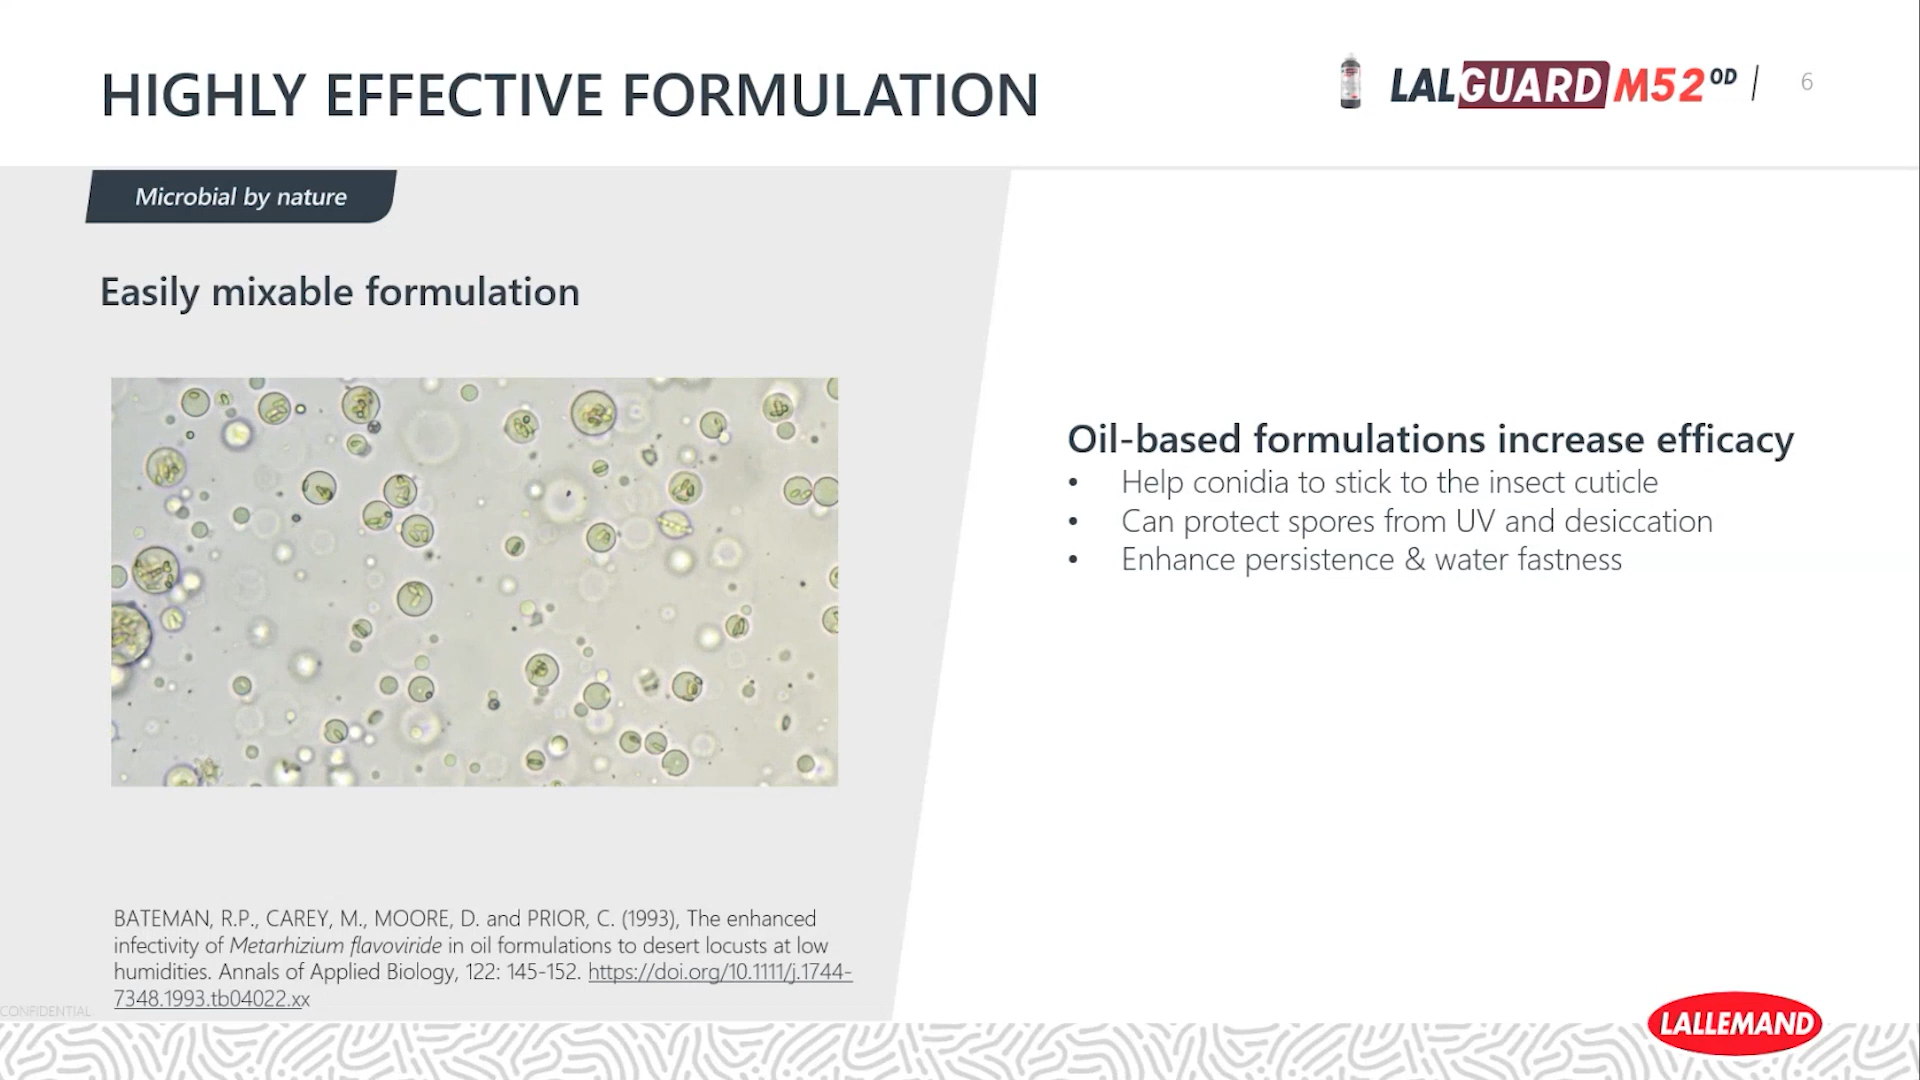 HIGHLY EFFECTIVE FORMULATION
LALGUARD M52 OD | 6
Microbial by nature
Easily mixable formulation
Oil-based formulations increase efficacy
• Help conidia to stick to the insect cuticle
• Can protect spores from UV and desiccation
• Enhance persistence & water fastness
BATEMAN, R.P., CAREY, M., MOORE, D. and PRIOR, C. (1993), The enhanced
infectivity of Metarhizium flavoviride in oil formulations to desert locusts at low
humidities. Annals of Applied Biology, 122: 145-152. https://doi.org/10.1111/j.1744-
7348.1993.tb04022.xx
CONFIDENTIAL
LALLEMAND